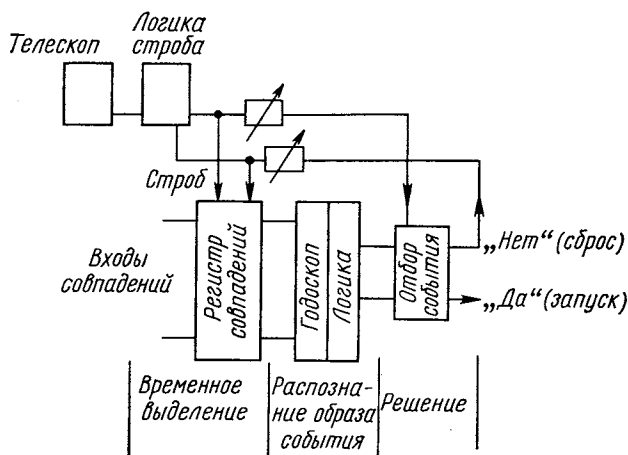 Телескоп
Логика
строба
Строб
Входы
совпадений
Регистр
совпадений
Годоскоп
Логика
Отбор
события
„Нет“ (сброс)
„Да“ (запуск)
Временное
выделение
Распозна-
ние образа
события
Решение